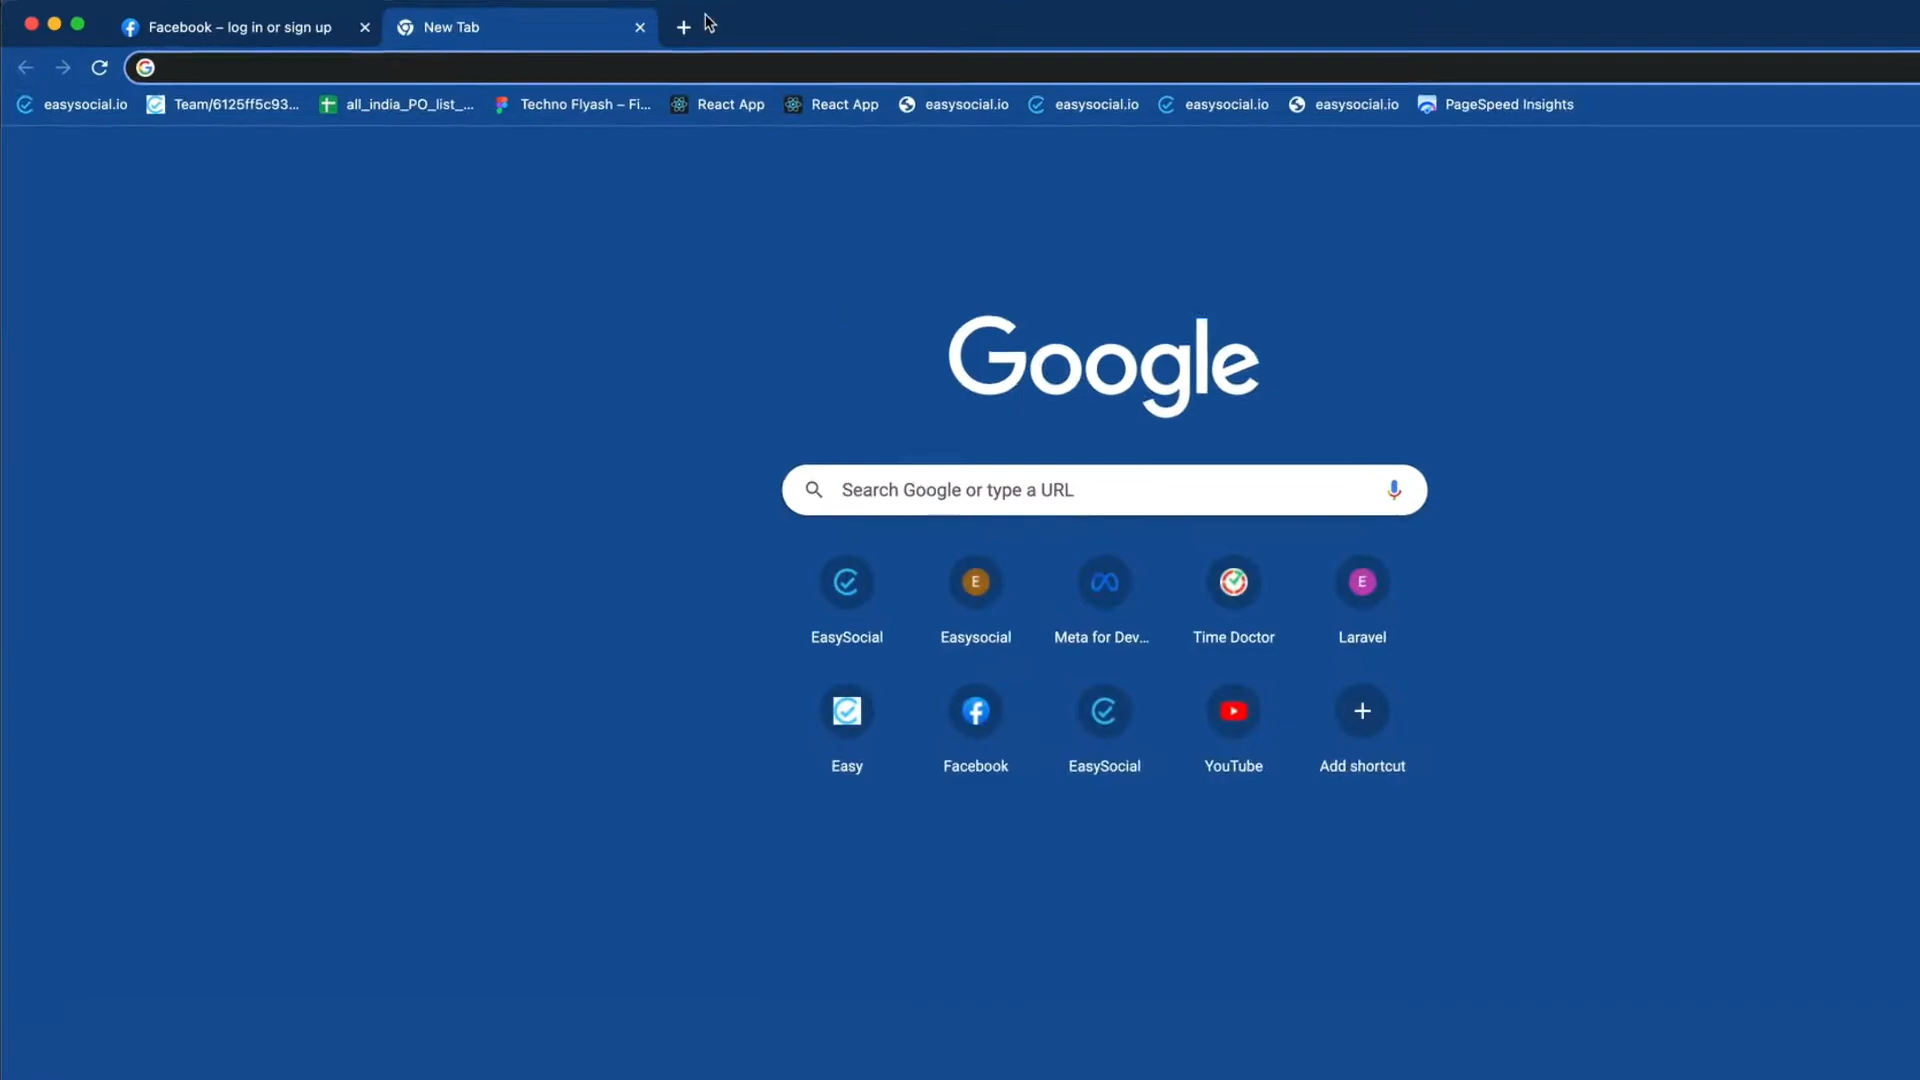 Facebook – log in or sign up
New Tab
easysocial.io
Team/6125ff5c93...
all_india_PO_list_...
Techno Flyash – Fi...
React App
React App
easysocial.io
easysocial.io
easysocial.io
easysocial.io
PageSpeed Insights
Google
Search Google or type a URL
E
E
EasySocial
Easysocial
Meta for Dev...
Time Doctor
Laravel
Easy
Facebook
EasySocial
YouTube
Add shortcut